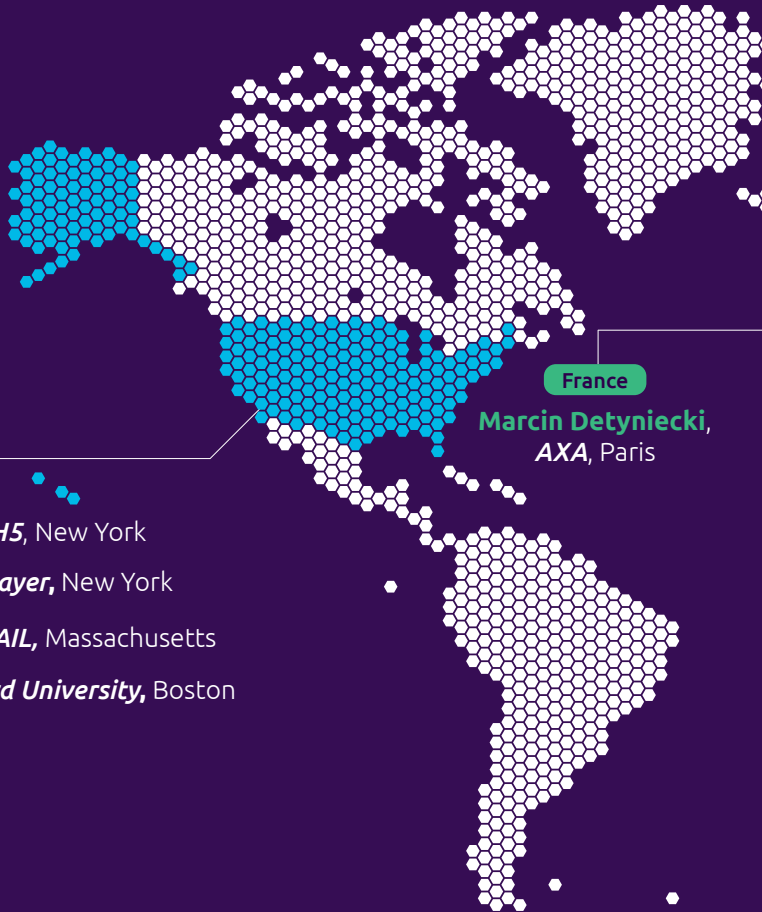 France
Marcin Detyniecki,
AXA, Paris
H5, New York
ayer, New York
AIL, Massachusetts
d University, Boston